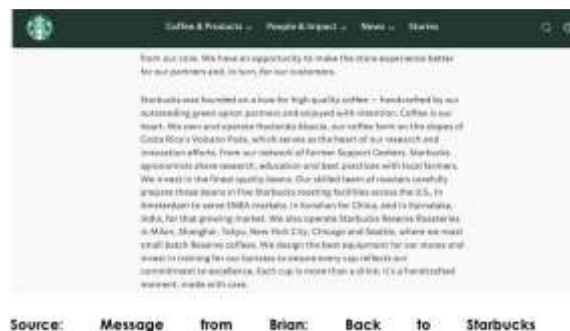 Coffee & Products People & Impact News Stories
from our core. We have an opportunity to make the store experience better
for our partners and, in turn, for our customers.
Starbucks was founded on a love for high quality coffee — handcrafted by our
outstanding green apron partners and enjoyed with intention. Coffee is our
heart. We own and operate Hacienda Alsacia, our coffee farm on the slopes of
Costa Rica's Volcano Poás, which serves as the heart of our research and
innovation efforts. From our network of Farmer Support Centers, Starbucks
agronomists share research, education and best practices with local farmers.
We invest in the finest quality beans. Our skilled team of roasters carefully
prepare those beans in five Starbucks roasting facilities across the U.S., in
Amsterdam to serve EMEA markets, in Kunshan for China, and in Karnataka,
India, for that growing market. We also operate Starbucks Reserve Roasteries
in Milan, Shanghai, Tokyo, New York City, Chicago and Seattle, where we roast
small batch Reserve coffees. We design the best equipment for our stores and
invest in training for our baristas to ensure every cup reflects our
commitment to excellence. Each cup is more than a drink; it's a handcrafted
moment, made with care.
Source: Message from Brian: Back to Starbucks